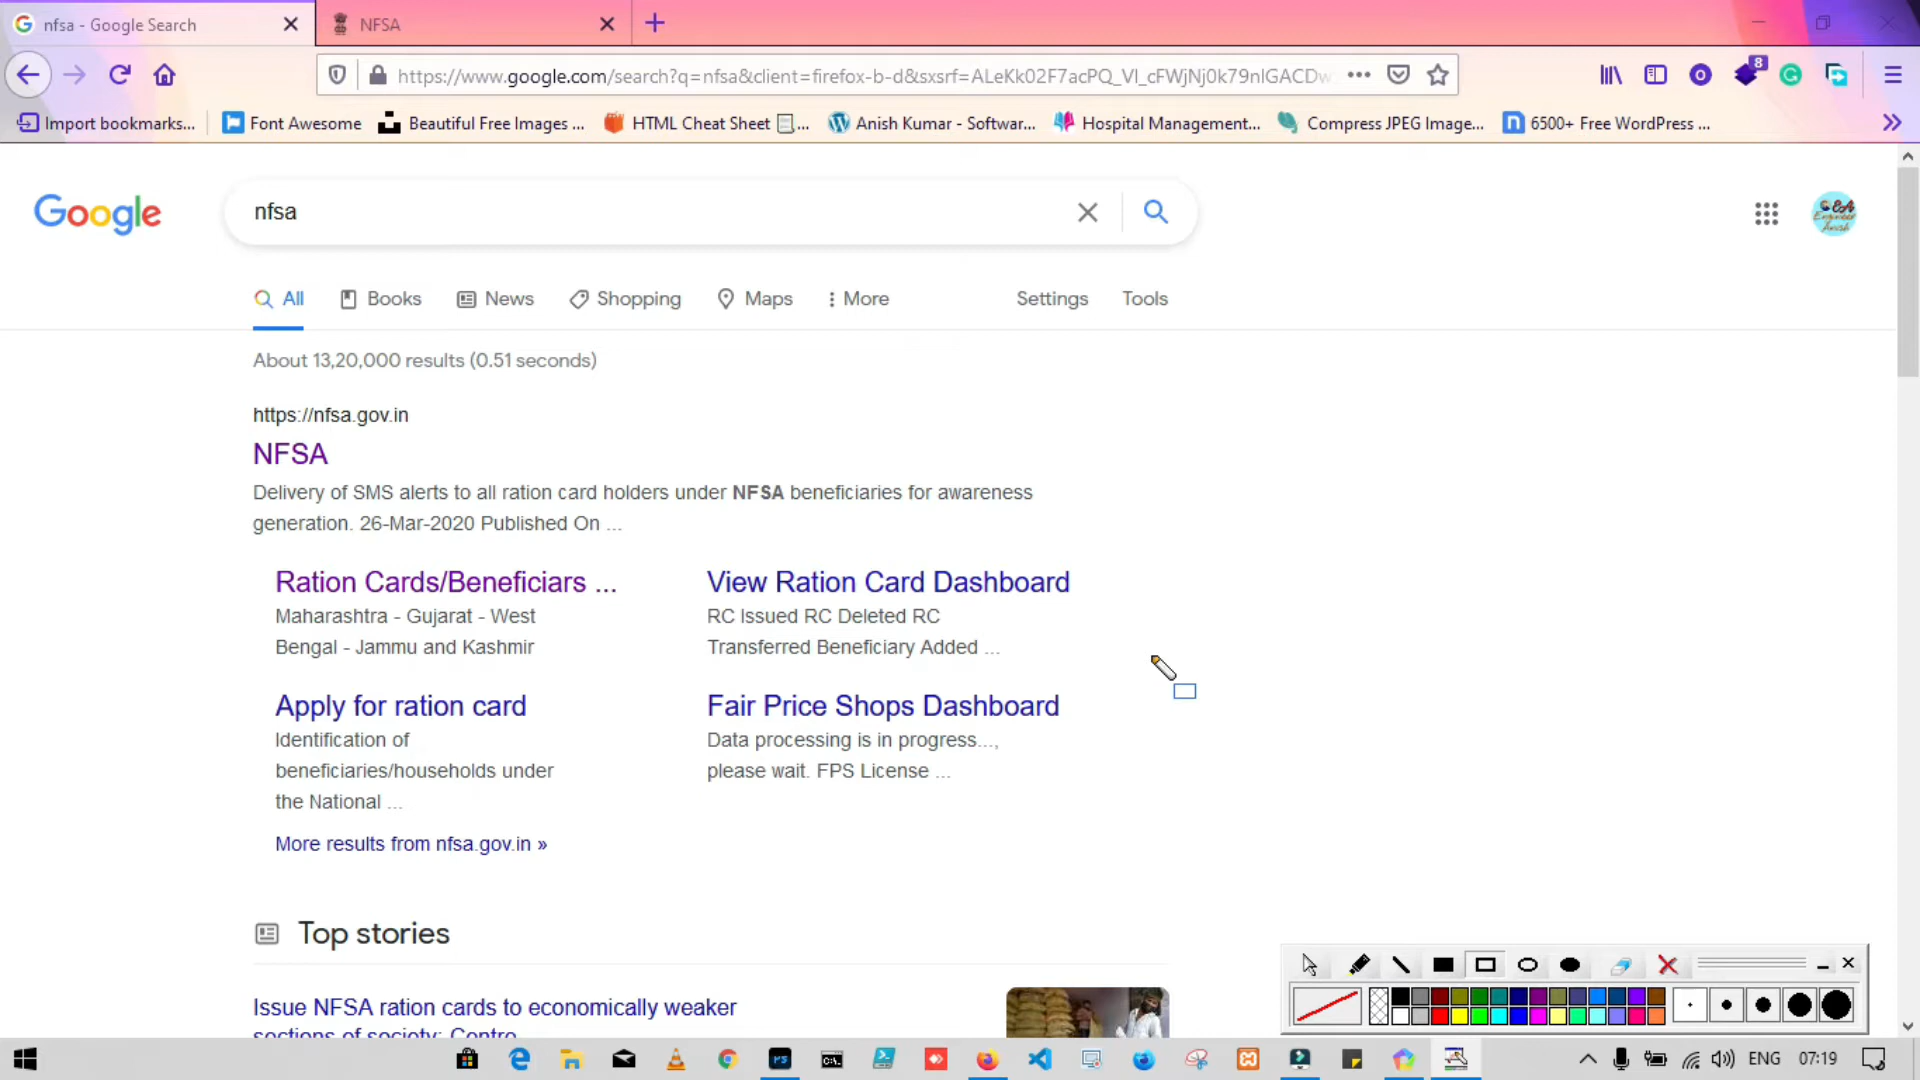 nfsa - Google Search
NFSA
https://www.google.com/search?q=nfsa&client=firefox-b-d&sxsrf=ALeKk02F7acPQ_VI_cFWjNj0k79nIGACDw
8
Import bookmarks...
Font Awesome
Beautiful Free Images ...
HTML Cheat Sheet ...
Anish Kumar - Softwar...
Hospital Management...
Compress JPEG Image...
6500+ Free WordPress ...
Google
nfsa
All
Books
News
Shopping
Maps
More
Settings
Tools
About 13,20,000 results (0.51 seconds)
https://nfsa.gov.in
NFSA
Delivery of SMS alerts to all ration card holders under NFSA beneficiaries for awareness
generation. 26-Mar-2020 Published On ...
Ration Cards/Beneficiars ...
Maharashtra - Gujarat - West
Bengal - Jammu and Kashmir
View Ration Card Dashboard
RC Issued RC Deleted RC
Transferred Beneficiary Added ...
Apply for ration card
Identification of
beneficiaries/households under
the National ...
Fair Price Shops Dashboard
Data processing is in progress...,
please wait. FPS License ...
More results from nfsa.gov.in »
Top stories
Issue NFSA ration cards to economically weaker
sections of society: Centre
ENG
07:19